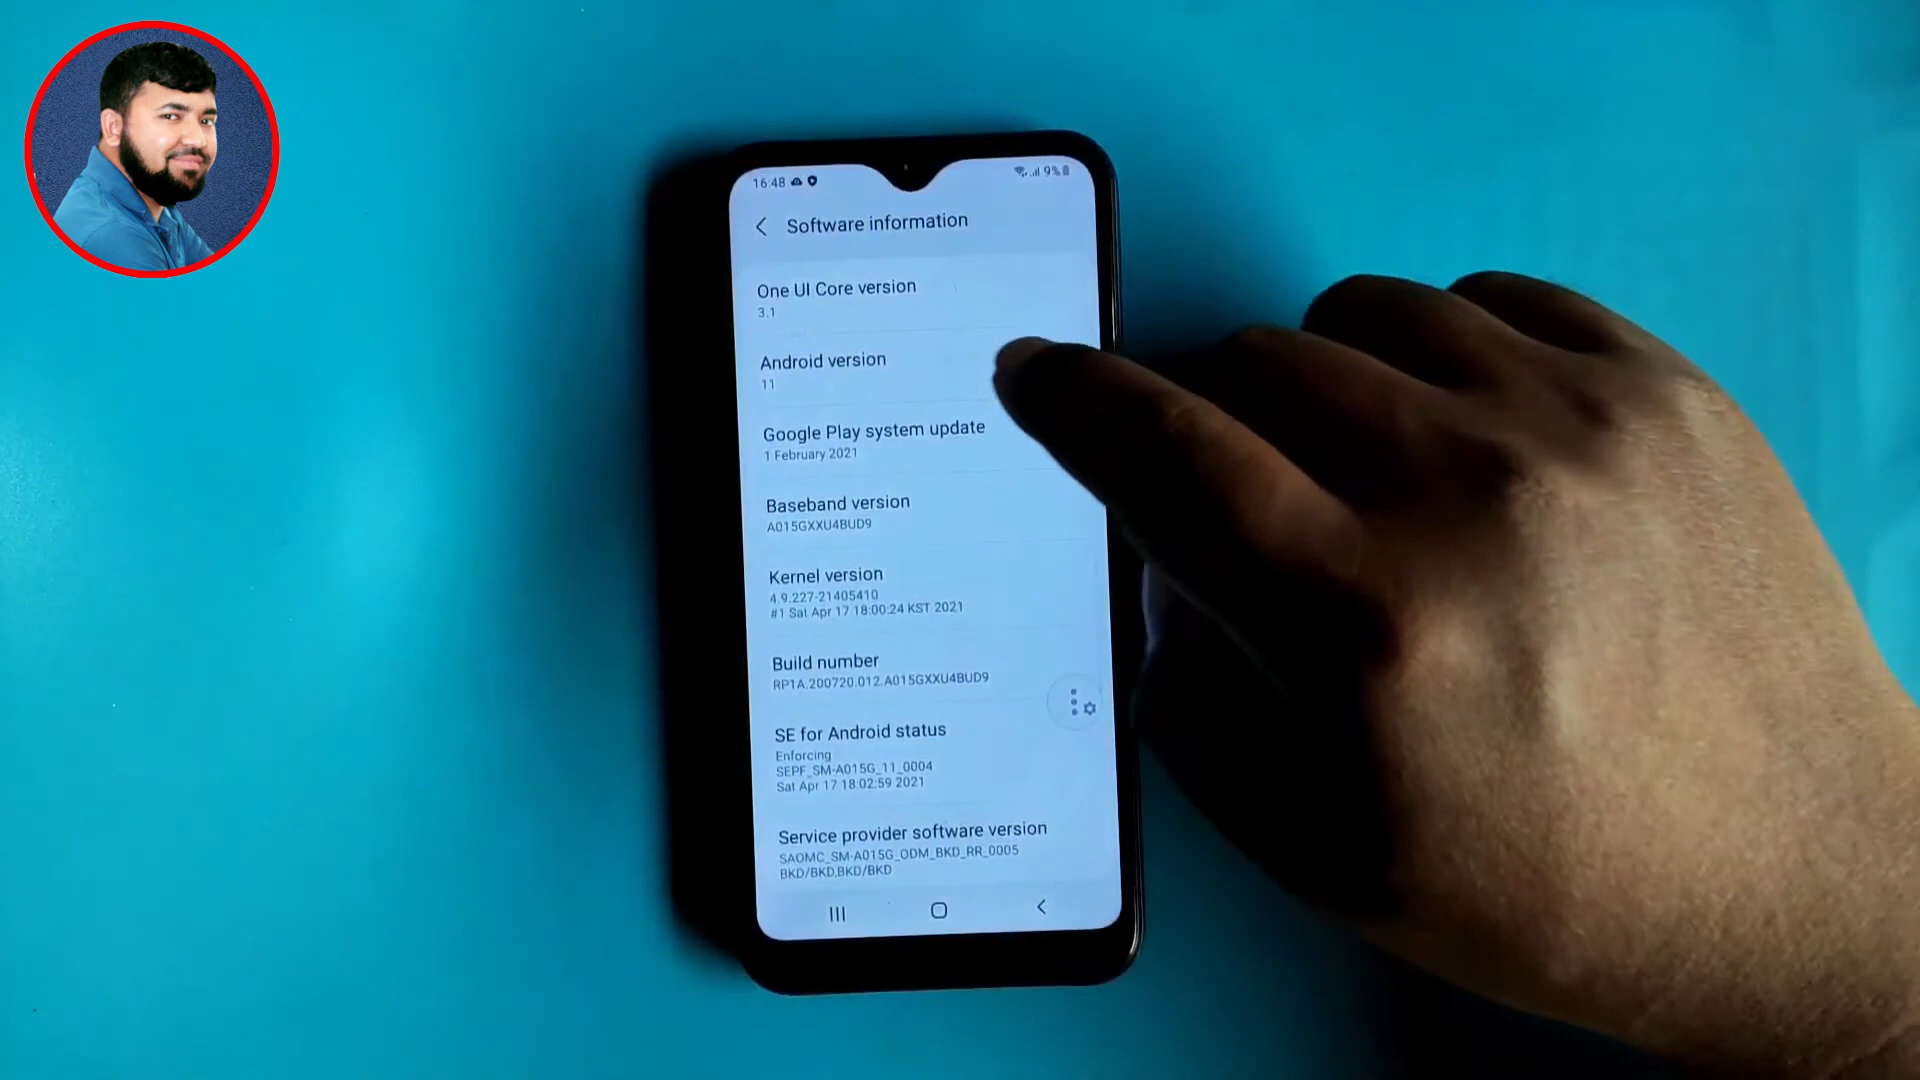 16:48
9%
Software information
One UI Core version
3.1
Android version
11
Google Play system update
1 February 2021
Baseband version
A015GXXU4BUD9
Kernel version
4.9.227-21405410
#1 Sat Apr 17 18:00:24 KST 2021
Build number
RP1A.200720.012.A015GXXU4BUD9
SE for Android status
Enforcing
SEPF_SM-A015G_11_0004
Sat Apr 17 18:02:59 2021
Service provider software version
SAOMC_SM-A015G_ODM_BKD_RR_0005
BKD/BKD,BKD/BKD